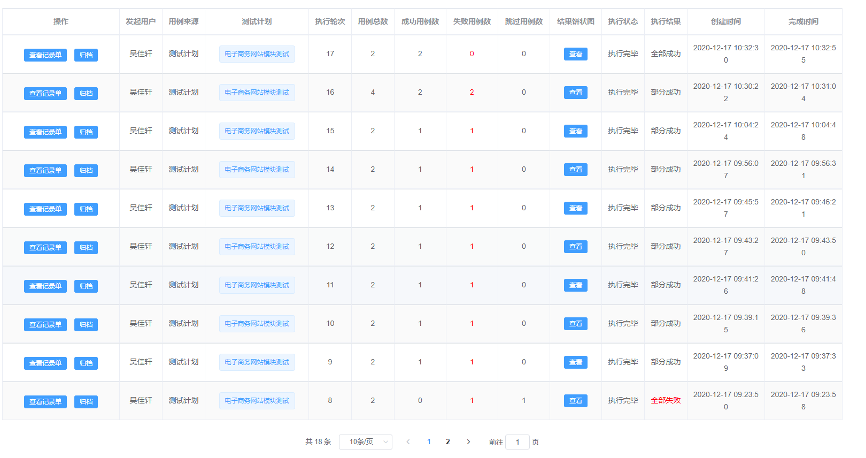 操作 发起用户 用例来源 测试计划 执行轮次 用例总数 成功用例数 失败用例数 跳过用例数 结果饼状图 执行状态 执行结果 创建时间 完成时间
查看记录单 归档 吴佳轩 测试计划 电子商务网站模块测试 17 2 2 0 0 查看 执行完毕 全部成功 2020-12-17 10:32:30 2020-12-17 10:32:55
查看记录单 归档 吴佳轩 测试计划 电子商务网站模块测试 16 4 2 2 0 查看 执行完毕 部分成功 2020-12-17 10:30:22 2020-12-17 10:31:04
查看记录单 归档 吴佳轩 测试计划 电子商务网站模块测试 15 2 1 1 0 查看 执行完毕 部分成功 2020-12-17 10:04:24 2020-12-17 10:04:46
查看记录单 归档 吴佳轩 测试计划 电子商务网站模块测试 14 2 1 1 0 查看 执行完毕 部分成功 2020-12-17 09:56:07 2020-12-17 09:56:31
查看记录单 归档 吴佳轩 测试计划 电子商务网站模块测试 13 2 1 1 0 查看 执行完毕 部分成功 2020-12-17 09:45:57 2020-12-17 09:46:21
查看记录单 归档 吴佳轩 测试计划 电子商务网站模块测试 12 2 1 1 0 查看 执行完毕 部分成功 2020-12-17 09:43:27 2020-12-17 09:43:50
查看记录单 归档 吴佳轩 测试计划 电子商务网站模块测试 11 2 1 1 0 查看 执行完毕 部分成功 2020-12-17 09:41:26 2020-12-17 09:41:48
查看记录单 归档 吴佳轩 测试计划 电子商务网站模块测试 10 2 1 1 0 查看 执行完毕 部分成功 2020-12-17 09:39:15 2020-12-17 09:39:36
查看记录单 归档 吴佳轩 测试计划 电子商务网站模块测试 9 2 1 1 0 查看 执行完毕 部分成功 2020-12-17 09:37:09 2020-12-17 09:37:33
查看记录单 归档 吴佳轩 测试计划 电子商务网站模块测试 8 2 0 1 1 查看 执行完毕 全部失败 2020-12-17 09:23:50 2020-12-17 09:23:58
共 16 条 10条/页 1 2 前往 1 页